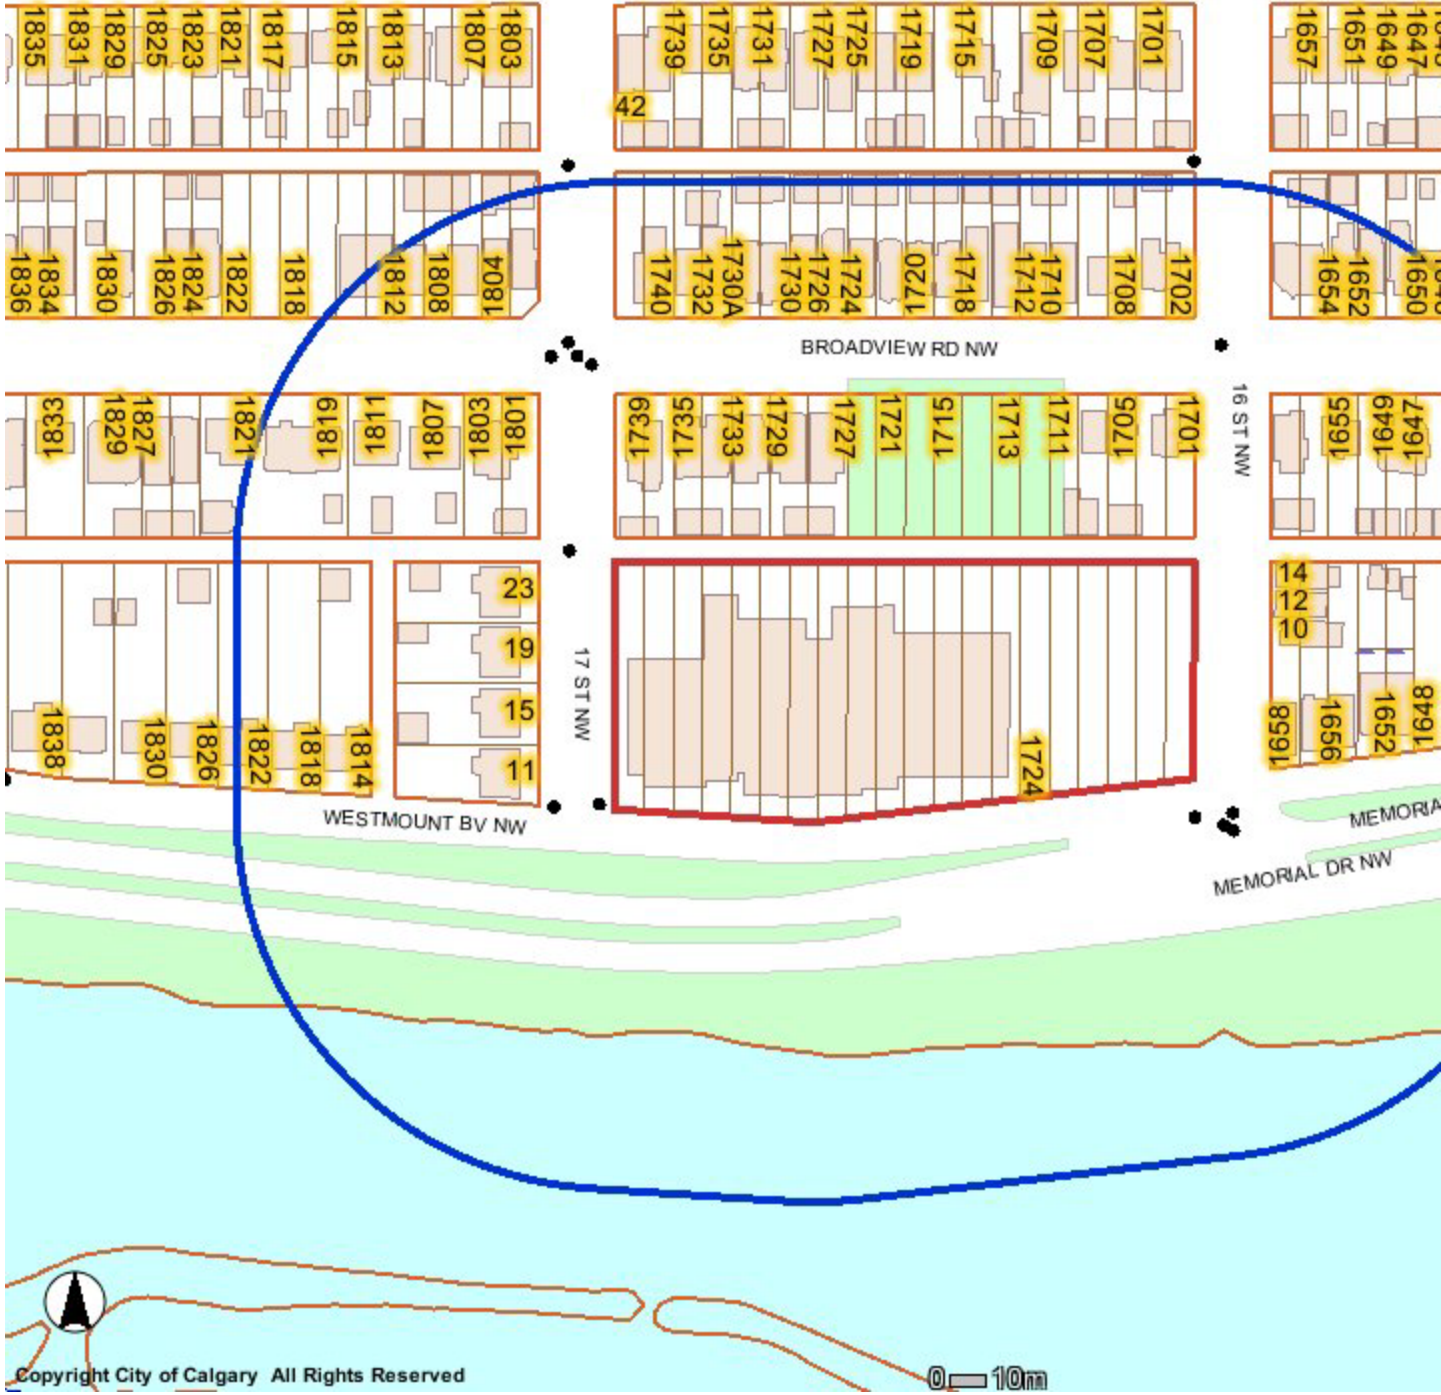 1835 1831 1829 1825 1823 1821 1817 1815 1813 1807 1803 1739 1735 1731 1727 1725 1719 1715 1709 1707 1701 1657 1651 1649 1647
42
1836 1834 1830 1826 1824 1822 1818 1812 1808 1804 1740 1732 1730A 1730 1726 1724 1720 1718 1712 1710 1708 1702 1654 1652 1650
BROADVIEW RD NW
1833 1829 1827 1821 1819 1811 1807 1803 1801 1739 1735 1733 1729 1727 1721 1715 1713 1711 1705 1701 1655 1649 1647
16 ST NW
23 14
12
19 10
17 ST NW
15
1838 1830 1826 1822 1818 1814 11 1724 1658 1656 1652 1648
WESTMOUNT BV NW
MEMORIA
MEMORIAL DR NW
Copyright City of Calgary All Rights Reserved
0 10m